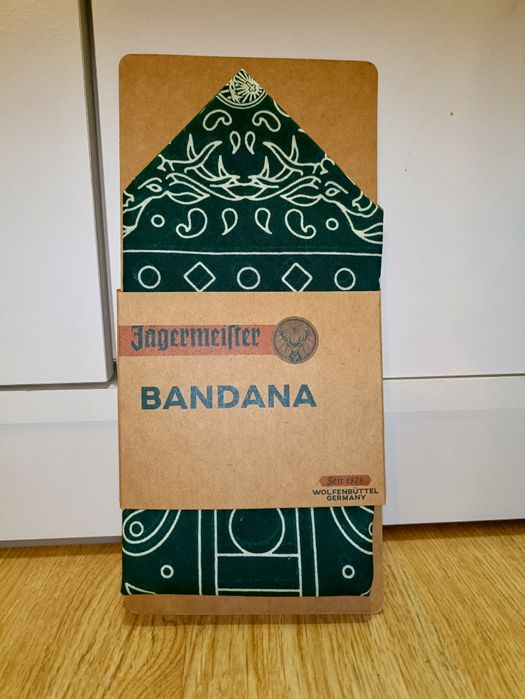 Jägermeiſter
BANDANA
Seit 1878
WOLFENBÜTTEL
GERMANY